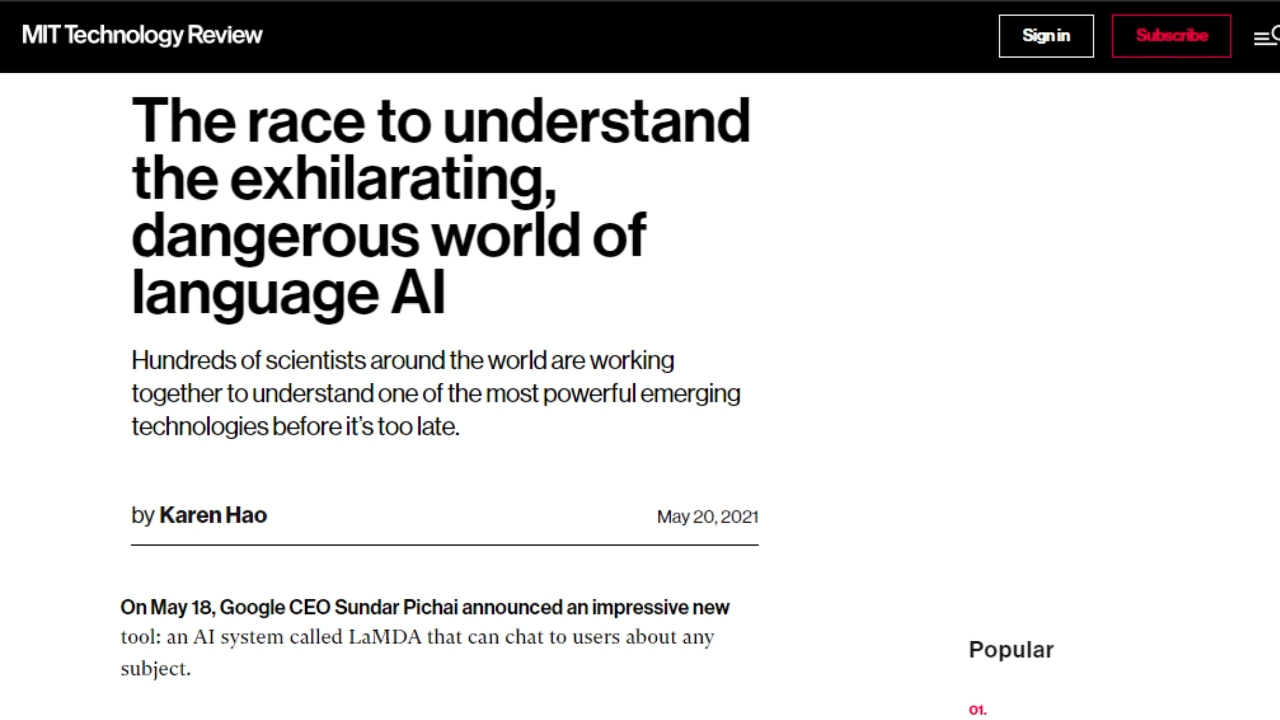 MIT Technology Review
Sign in
Subscribe
The race to understand
the exhilarating,
dangerous world of
language AI
Hundreds of scientists around the world are working
together to understand one of the most powerful emerging
technologies before it’s too late.
by Karen Hao
May 20, 2021
On May 18, Google CEO Sundar Pichai announced an impressive new
tool: an AI system called LaMDA that can chat to users about any
subject.
Popular
01.